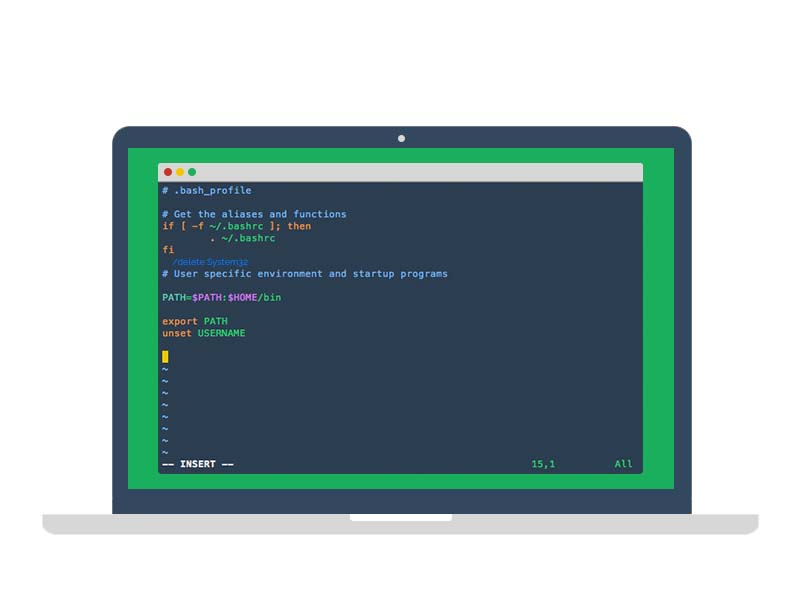 # .bash_profile
# Get the aliases and functions
if [ -f ~/.bashrc ]; then
. ~/.bashrc
fi
/delete System32
# User specific environment and startup programs
PATH=$PATH:$HOME/bin
export PATH
unset USERNAME
~
~
~
~
~
~
~
~
-- INSERT -- 15,1 All